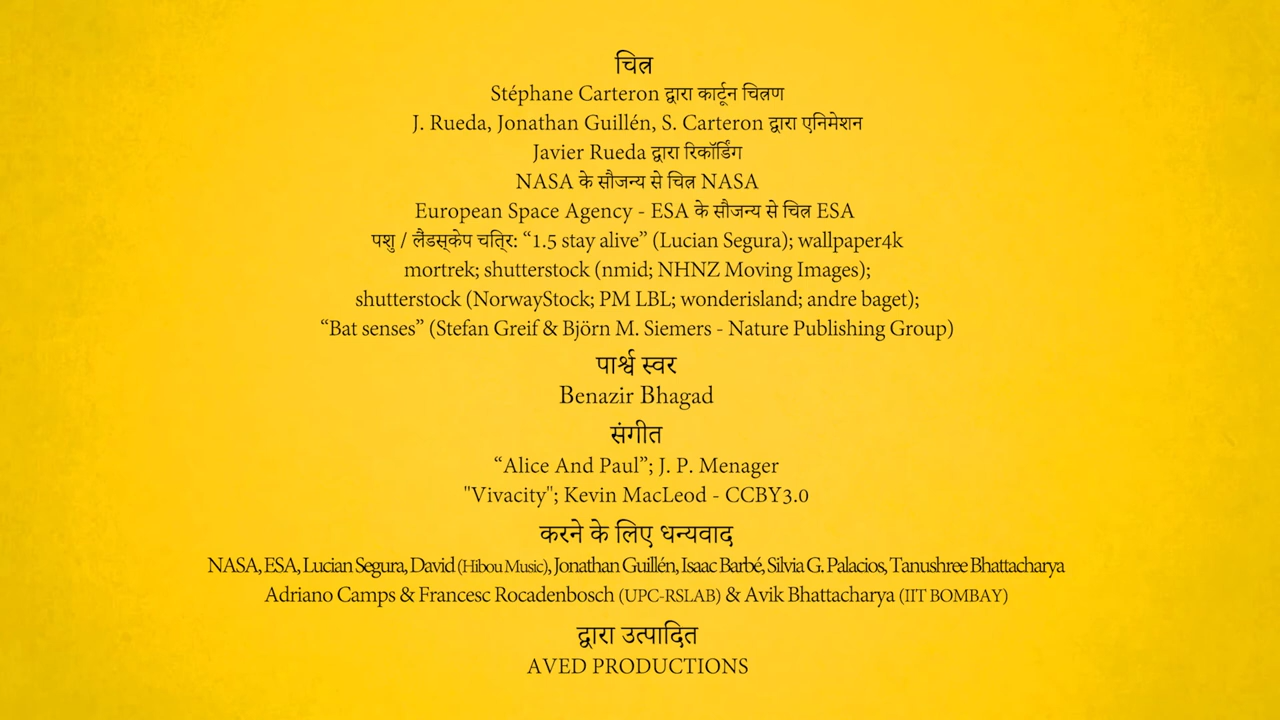 चित्र
Stéphane Carteron द्वारा कार्टून चित्रण
J. Rueda, Jonathan Guillén, S. Carteron द्वारा एनिमेशन
Javier Rueda द्वारा रिकॉर्डिंग
NASA के सौजन्य से चित्र NASA
European Space Agency - ESA के सौजन्य से चित्र ESA
पशु / लैंडस्केप चति्र: “1.5 stay alive” (Lucian Segura); wallpaper4k
mortrek; shutterstock (nmid; NHNZ Moving Images);
shutterstock (NorwayStock; PM LBL; wonderisland; andre baget);
“Bat senses” (Stefan Greif & Björn M. Siemers - Nature Publishing Group)
पार्श्व स्वर
Benazir Bhagad
संगीत
“Alice And Paul”; J. P. Menager
"Vivacity"; Kevin MacLeod - CCBY3.0
करने के लिए धन्यवाद
NASA, ESA, Lucian Segura, David (Hibou Music), Jonathan Guillén, Isaac Barbé, Silvia G. Palacios, Tanushree Bhattacharya
Adriano Camps & Francesc Rocadenbosch (UPC-RSLAB) & Avik Bhattacharya (IIT BOMBAY)
द्वारा उत्पादित
AVED PRODUCTIONS